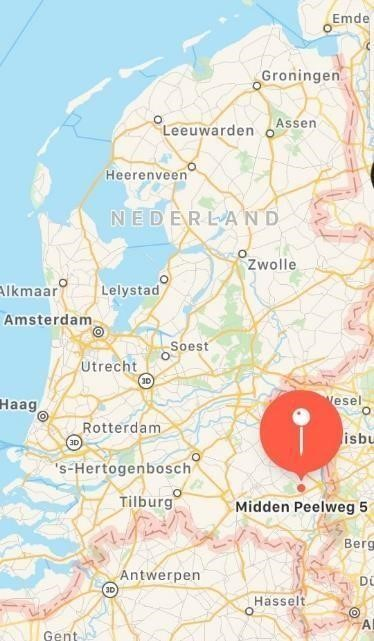 Emde
Groningen
Assen
Leeuwarden
Heerenveen
NEDERLAND
Zwolle
Alkmaar
Lelystad
Amsterdam
Soest
Utrecht
3D
Haag
Wesel
Rotterdam
3D
isbu
's-Hertogenbosch
Tilburg
Midden Peelweg 5
Berg
Antwerpen
3D
Dü
Hasselt
Gent